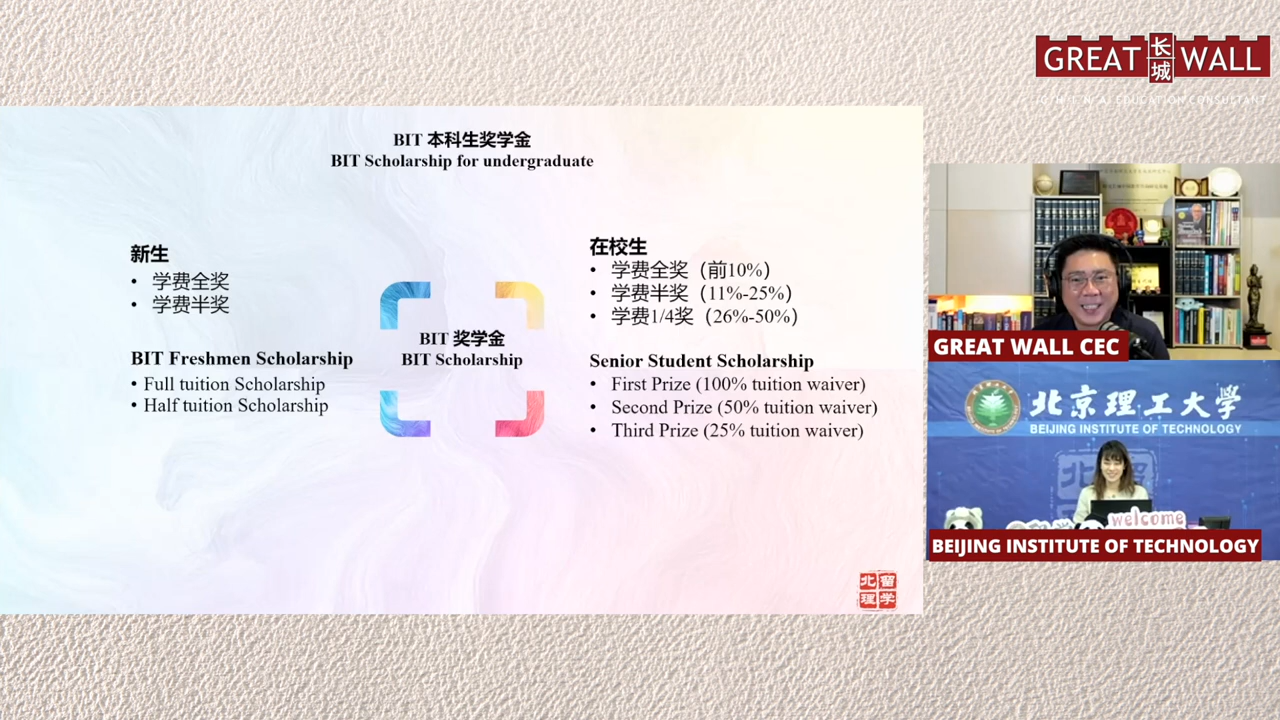 GREAT 长城 WALL
CHINA EDUCATION CONSULTANT
BIT 本科生奖学金
BIT Scholarship for undergraduate
新生
• 学费全奖
• 学费半奖
BIT Freshmen Scholarship
• Full tuition Scholarship
• Half tuition Scholarship
BIT 奖学金
BIT Scholarship
在校生
• 学费全奖（前10%）
• 学费半奖（11%-25%）
• 学费1/4奖（26%-50%）
Senior Student Scholarship
• First Prize (100% tuition waiver)
• Second Prize (50% tuition waiver)
• Third Prize (25% tuition waiver)
北理留学
GREAT WALL CEC
北京理工大學
BEIJING INSTITUTE OF TECHNOLOGY
welcome
BEIJING INSTITUTE OF TECHNOLOGY